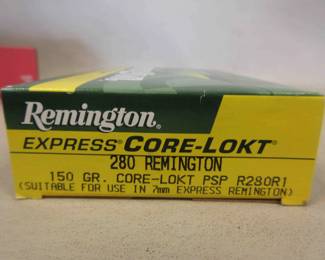 Remington®
EXPRESS® CORE-LOKT®
280 REMINGTON
150 GR. CORE-LOKT PSP R280R1
(SUITABLE FOR USE IN 7mm EXPRESS REMINGTON)